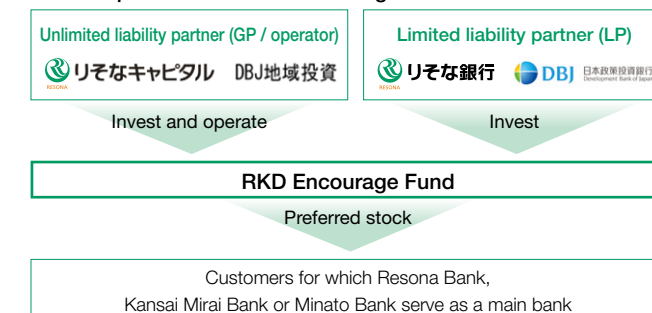 Unlimited liability partner (GP / operator)
RESONA
りそなキャピタル
DBJ地域投資
Limited liability partner (LP)
RESONA
りそな銀行
DBJ
日本政策投資銀行
Development Bank of Japan
Invest and operate
Invest
RKD Encourage Fund
Preferred stock
Customers for which Resona Bank,
Kansai Mirai Bank or Minato Bank serve as a main bank